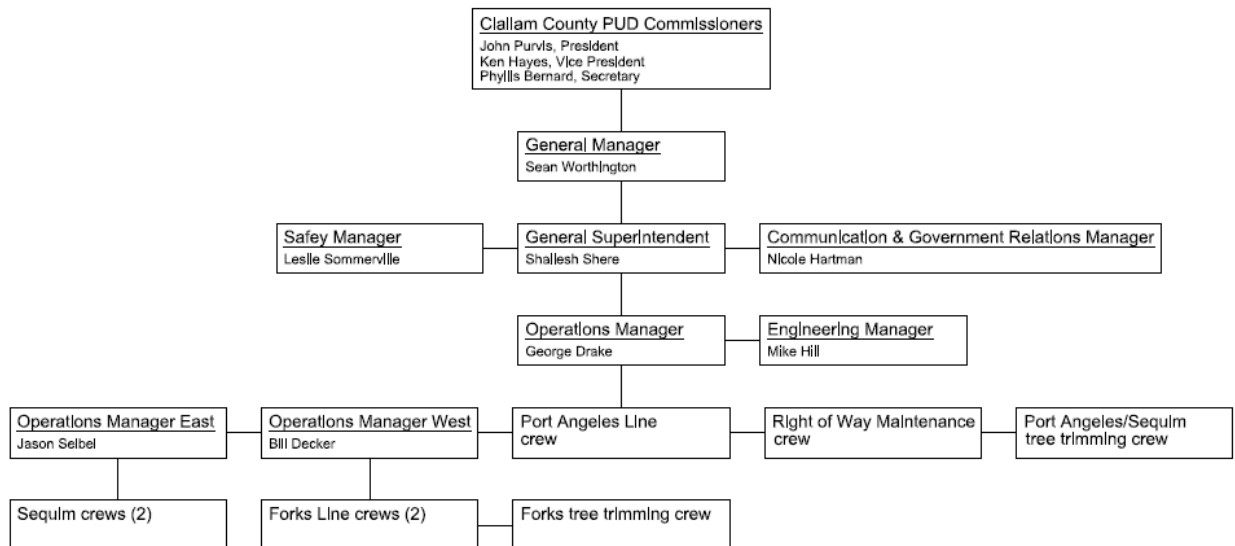 Clallam County PUD Commissioners
John Purvis, President
Ken Hayes, Vice President
Phyllis Bernard, Secretary
General Manager
Sean Worthington
Safey Manager
Leslie Sommerville
General Superintendent
Shailesh Shere
Communication & Government Relations Manager
Nicole Hartman
Operations Manager
George Drake
Engineering Manager
Mike Hill
Operations Manager East
Jason Seibel
Operations Manager West
Bill Decker
Port Angeles Line
crew
Right of Way Maintenance
crew
Port Angeles/Sequim
tree trimming crew
Sequim crews (2)
Forks Line crews (2)
Forks tree trimming crew